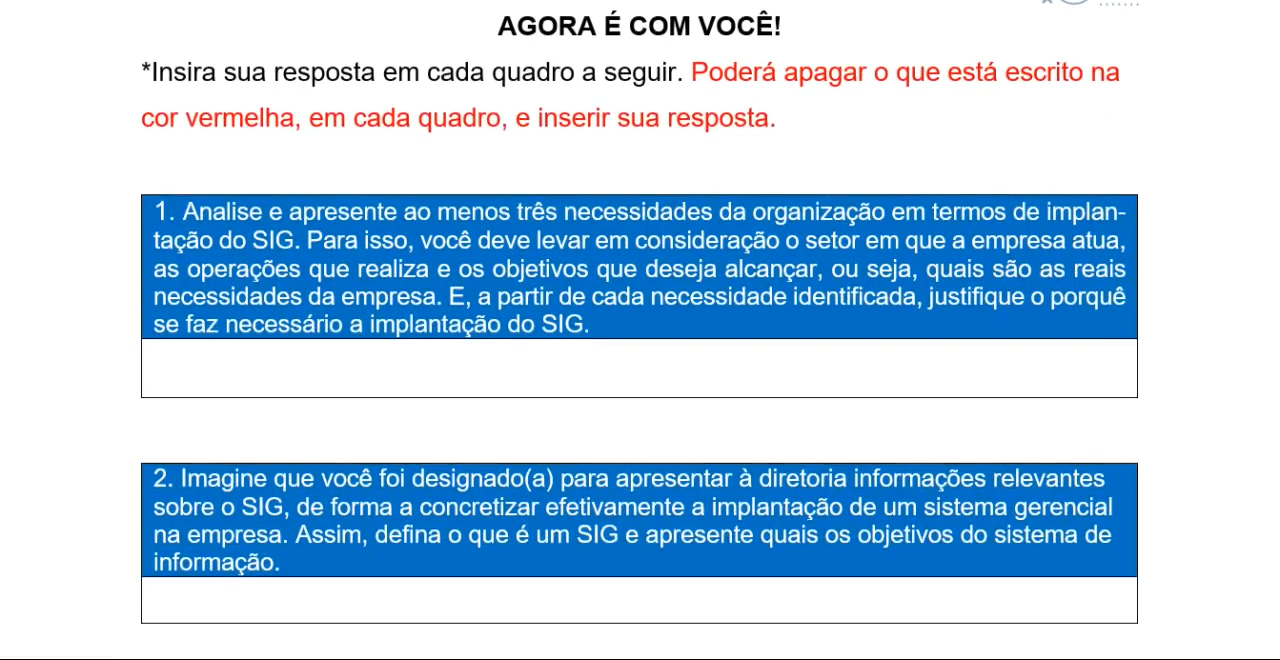 AGORA É COM VOCÊ!
*Insira sua resposta em cada quadro a seguir. Poderá apagar o que está escrito na
cor vermelha, em cada quadro, e inserir sua resposta.
1. Analise e apresente ao menos três necessidades da organização em termos de implan-
tação do SIG. Para isso, você deve levar em consideração o setor em que a empresa atua,
as operações que realiza e os objetivos que deseja alcançar, ou seja, quais são as reais
necessidades da empresa. E, a partir de cada necessidade identificada, justifique o porquê
se faz necessário a implantação do SIG.
2. Imagine que você foi designado(a) para apresentar à diretoria informações relevantes
sobre o SIG, de forma a concretizar efetivamente a implantação de um sistema gerencial
na empresa. Assim, defina o que é um SIG e apresente quais os objetivos do sistema de
informação.